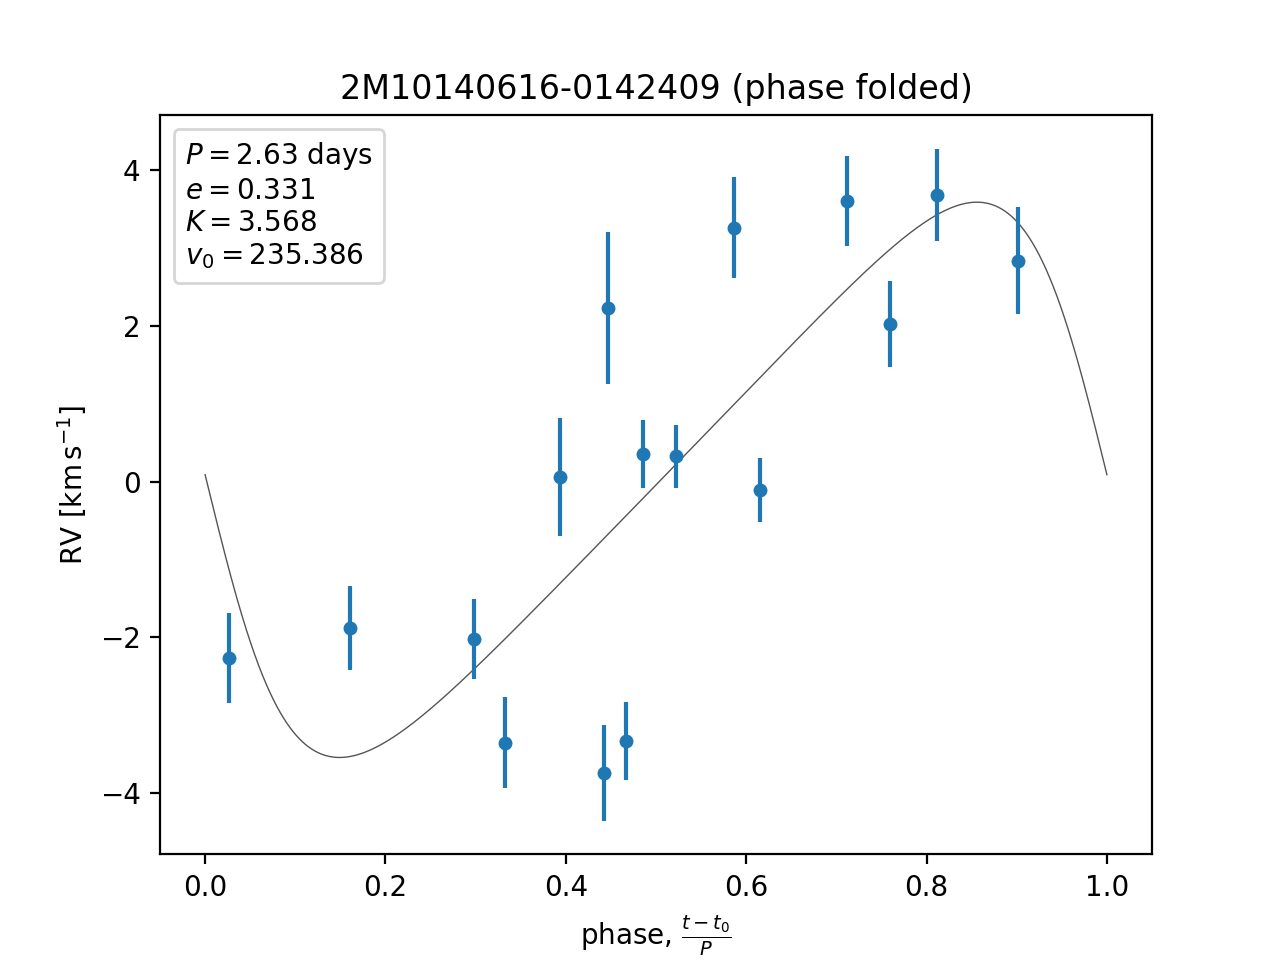 2M10140616-0142409 (phase folded)
P = 2.63 days
e = 0.331
K = 3.568
v₀ = 235.386
4
2
0
−2
−4
RV [km s⁻¹]
0.0 0.2 0.4 0.6 0.8 1.0
phase, (t − t₀)/P